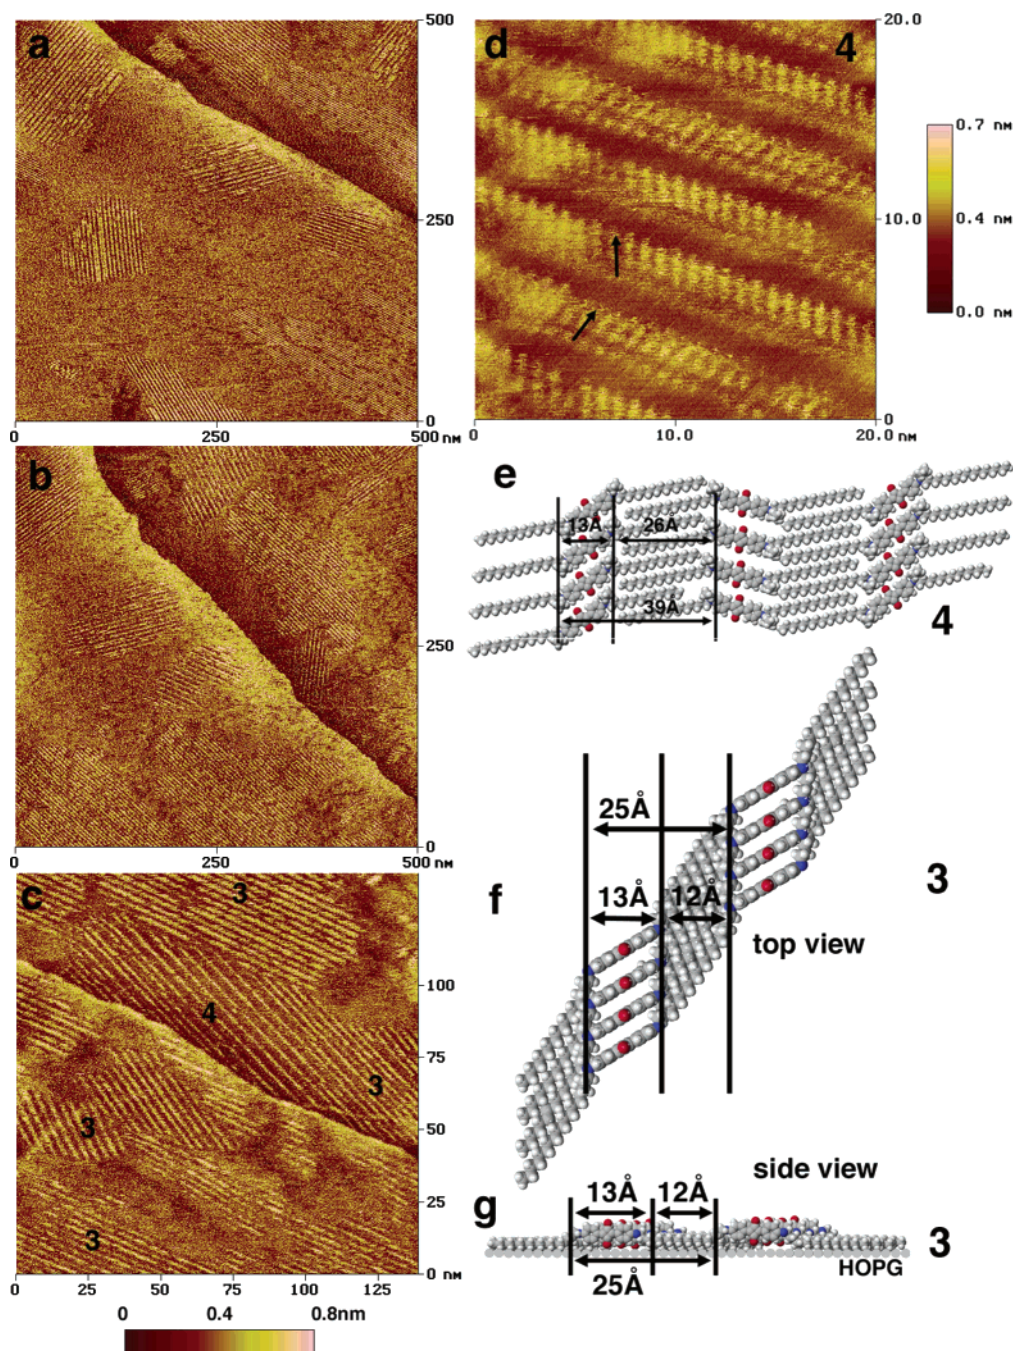 a
500
250
0
0 250 500 nm
b
250
0
0 250 500 nm
c
3
4
3
3
3
100
75
50
25
0 nm
0 25 50 75 100 125
0 0.4 0.8nm
d
4
20.0
10.0
0
0 10.0 20.0 nm
0.7 nm
0.4 nm
0.0 nm
e
13Å 26Å
39Å
4
25Å
f
13Å 12Å
3
top view
side view
g
13Å 12Å
3
HOPG
25Å